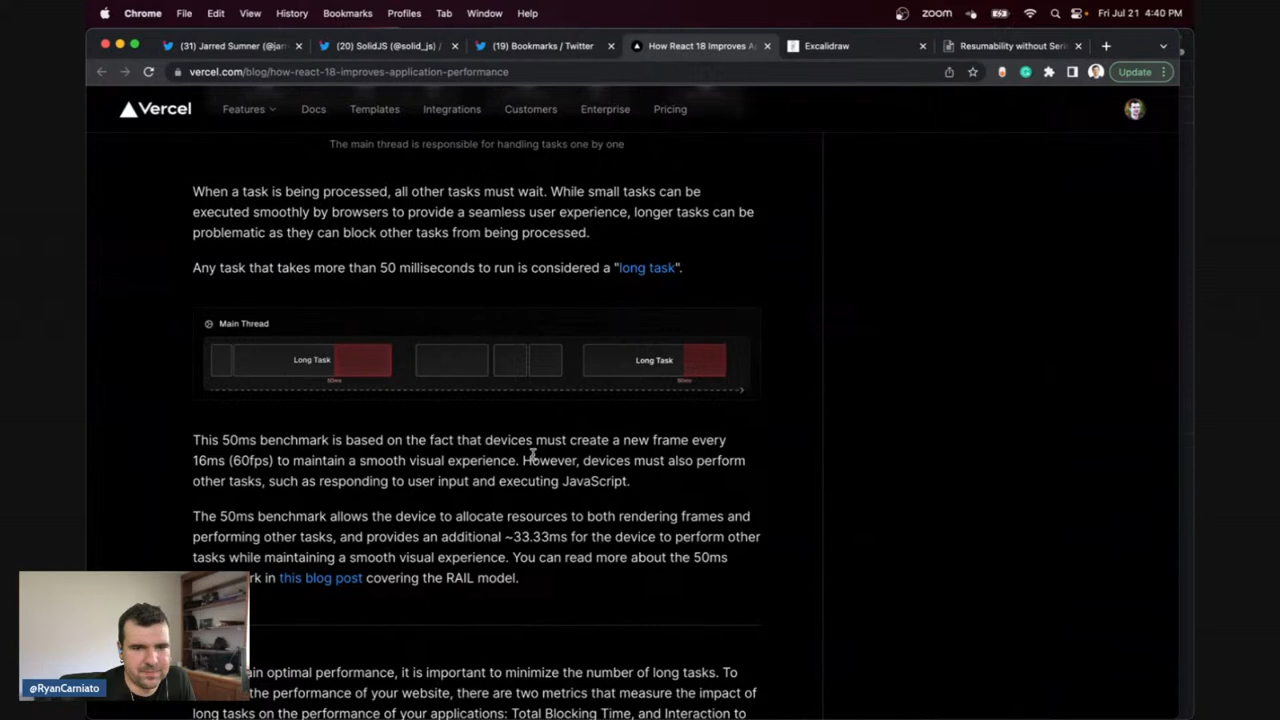 Chrome File Edit View History Bookmarks Profiles Tab Window Help zoom Fri Jul 21 4:40 PM
(31) Jarred Sumner (@jarr (20) SolidJS (@solid_js) / (19) Bookmarks / Twitter How React 18 Improves A Excalidraw Resumability without Seri
vercel.com/blog/how-react-18-improves-application-performance Update
Vercel Features Docs Templates Integrations Customers Enterprise Pricing
The main thread is responsible for handling tasks one by one
When a task is being processed, all other tasks must wait. While small tasks can be
executed smoothly by browsers to provide a seamless user experience, longer tasks can be
problematic as they can block other tasks from being processed.
Any task that takes more than 50 milliseconds to run is considered a "long task".
Main Thread
Long Task Long Task
50ms 50ms
This 50ms benchmark is based on the fact that devices must create a new frame every
16ms (60fps) to maintain a smooth visual experience. However, devices must also perform
other tasks, such as responding to user input and executing JavaScript.
The 50ms benchmark allows the device to allocate resources to both rendering frames and
performing other tasks, and provides an additional ~33.33ms for the device to perform other
tasks while maintaining a smooth visual experience. You can read more about the 50ms
rk in this blog post covering the RAIL model.
ain optimal performance, it is important to minimize the number of long tasks. To
the performance of your website, there are two metrics that measure the impact of
long tasks on the performance of your applications: Total Blocking Time, and Interaction to
@RyanCarniato